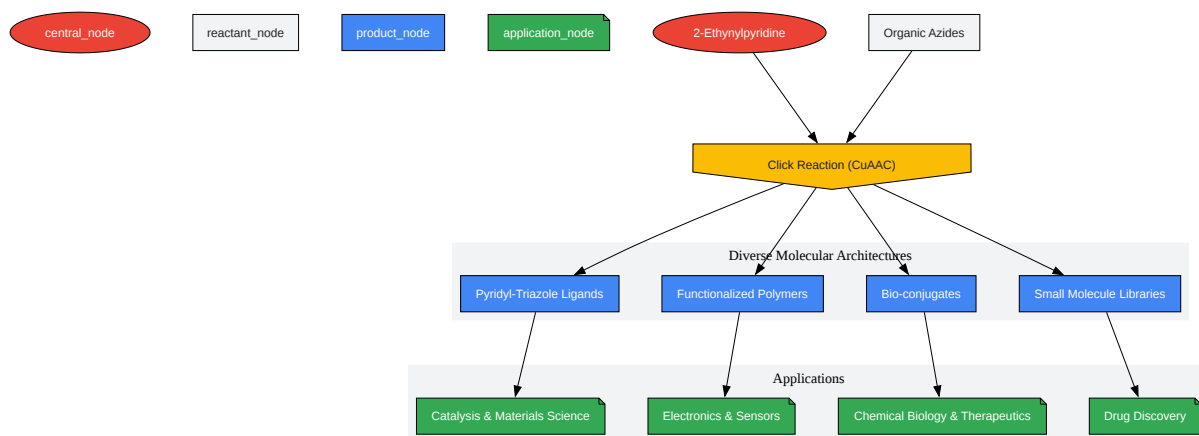 central_node
reactant_node
product_node
application_node
2-Ethynylpyridine
Organic Azides
Click Reaction (CuAAC)
Diverse Molecular Architectures
Pyridyl-Triazole Ligands
Functionalized Polymers
Bio-conjugates
Small Molecule Libraries
Applications
Catalysis & Materials Science
Electronics & Sensors
Chemical Biology & Therapeutics
Drug Discovery